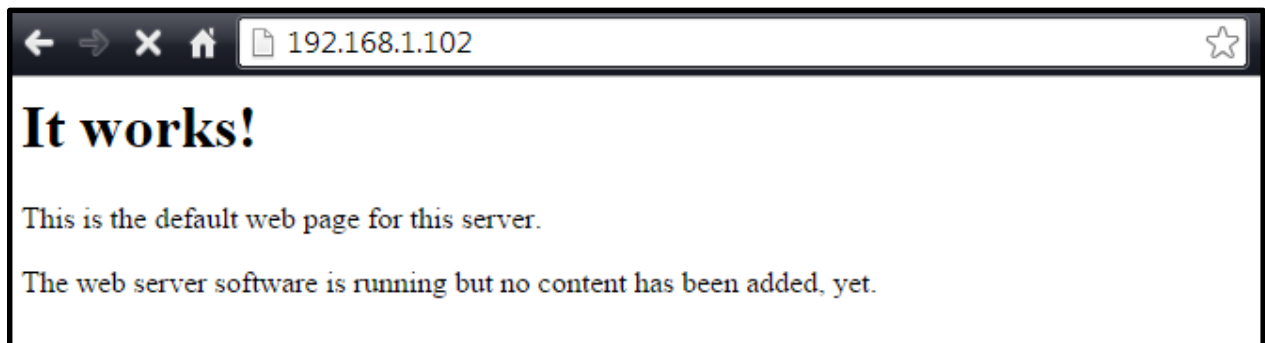 192.168.1.102
It works!
This is the default web page for this server.
The web server software is running but no content has been added, yet.